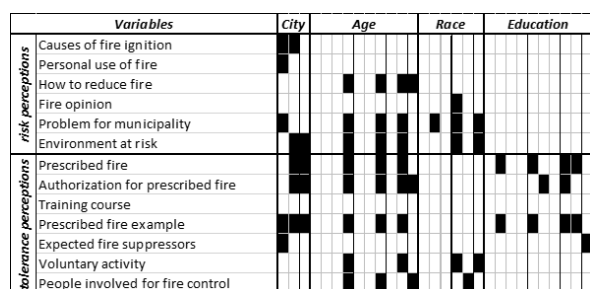 Variables City Age Race Education
risk perceptions
Causes of fire ignition
Personal use of fire
How to reduce fire
Fire opinion
Problem for municipality
Environment at risk
tolerance perceptions
Prescribed fire
Authorization for prescribed fire
Training course
Prescribed fire example
Expected fire suppressors
Voluntary activity
People involved for fire control